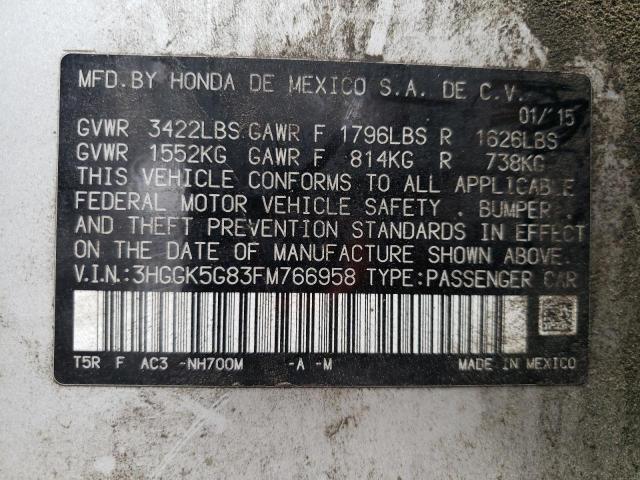 MFD. BY HONDA DE MEXICO S.A. DE C.V.
01/'15
GVWR 3422LBS GAWR F 1796LBS R 1626LBS
GVWR 1552KG GAWR F 814KG R 738KG
THIS VEHICLE CONFORMS TO ALL APPLICABLE
FEDERAL MOTOR VEHICLE SAFETY . BUMPER .
AND THEFT PREVENTION STANDARDS IN EFFECT
ON THE DATE OF MANUFACTURE SHOWN ABOVE.
V.I.N.:3HGGK5G83FM766958 TYPE:PASSENGER CAR
T5R F AC3 -NH700M -A -M
MADE IN MEXICO